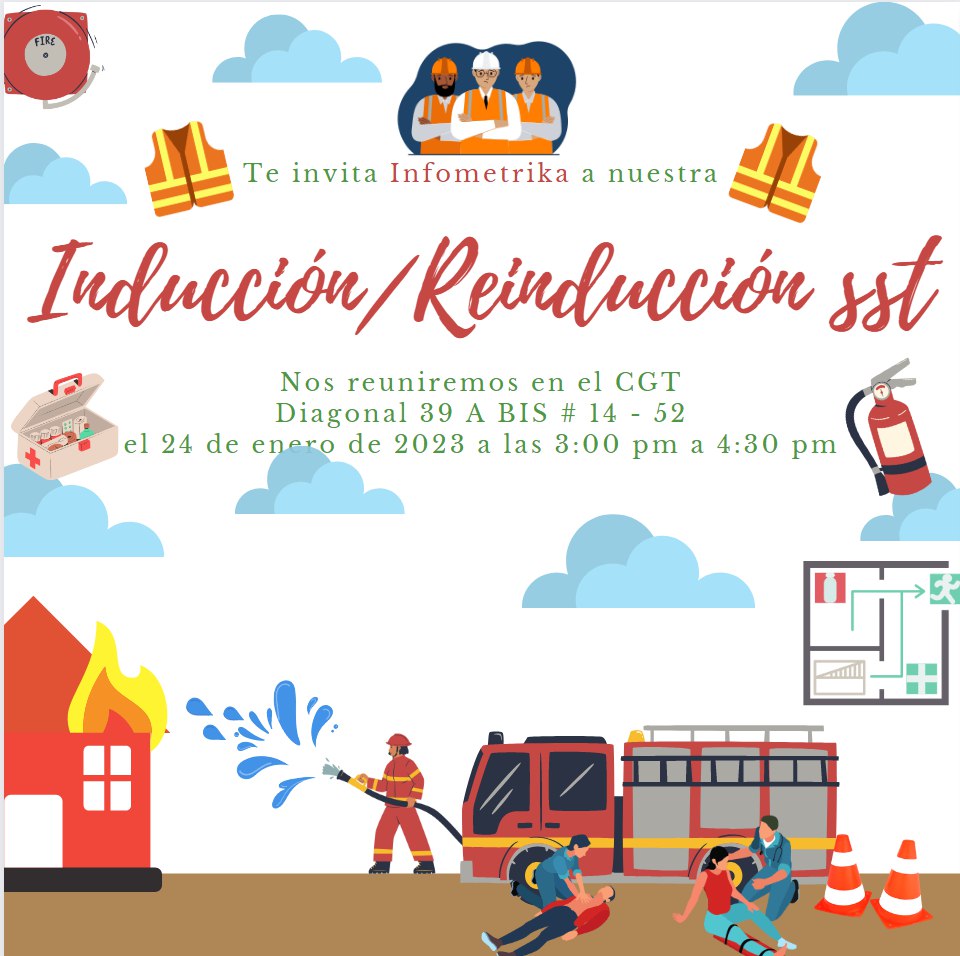 FIRE
Te invita Infometrika a nuestra
Inducción/Reinducción sst
Nos reuniremos en el CGT
Diagonal 39 A BIS # 14 - 52
el 24 de enero de 2023 a las 3:00 pm a 4:30 pm